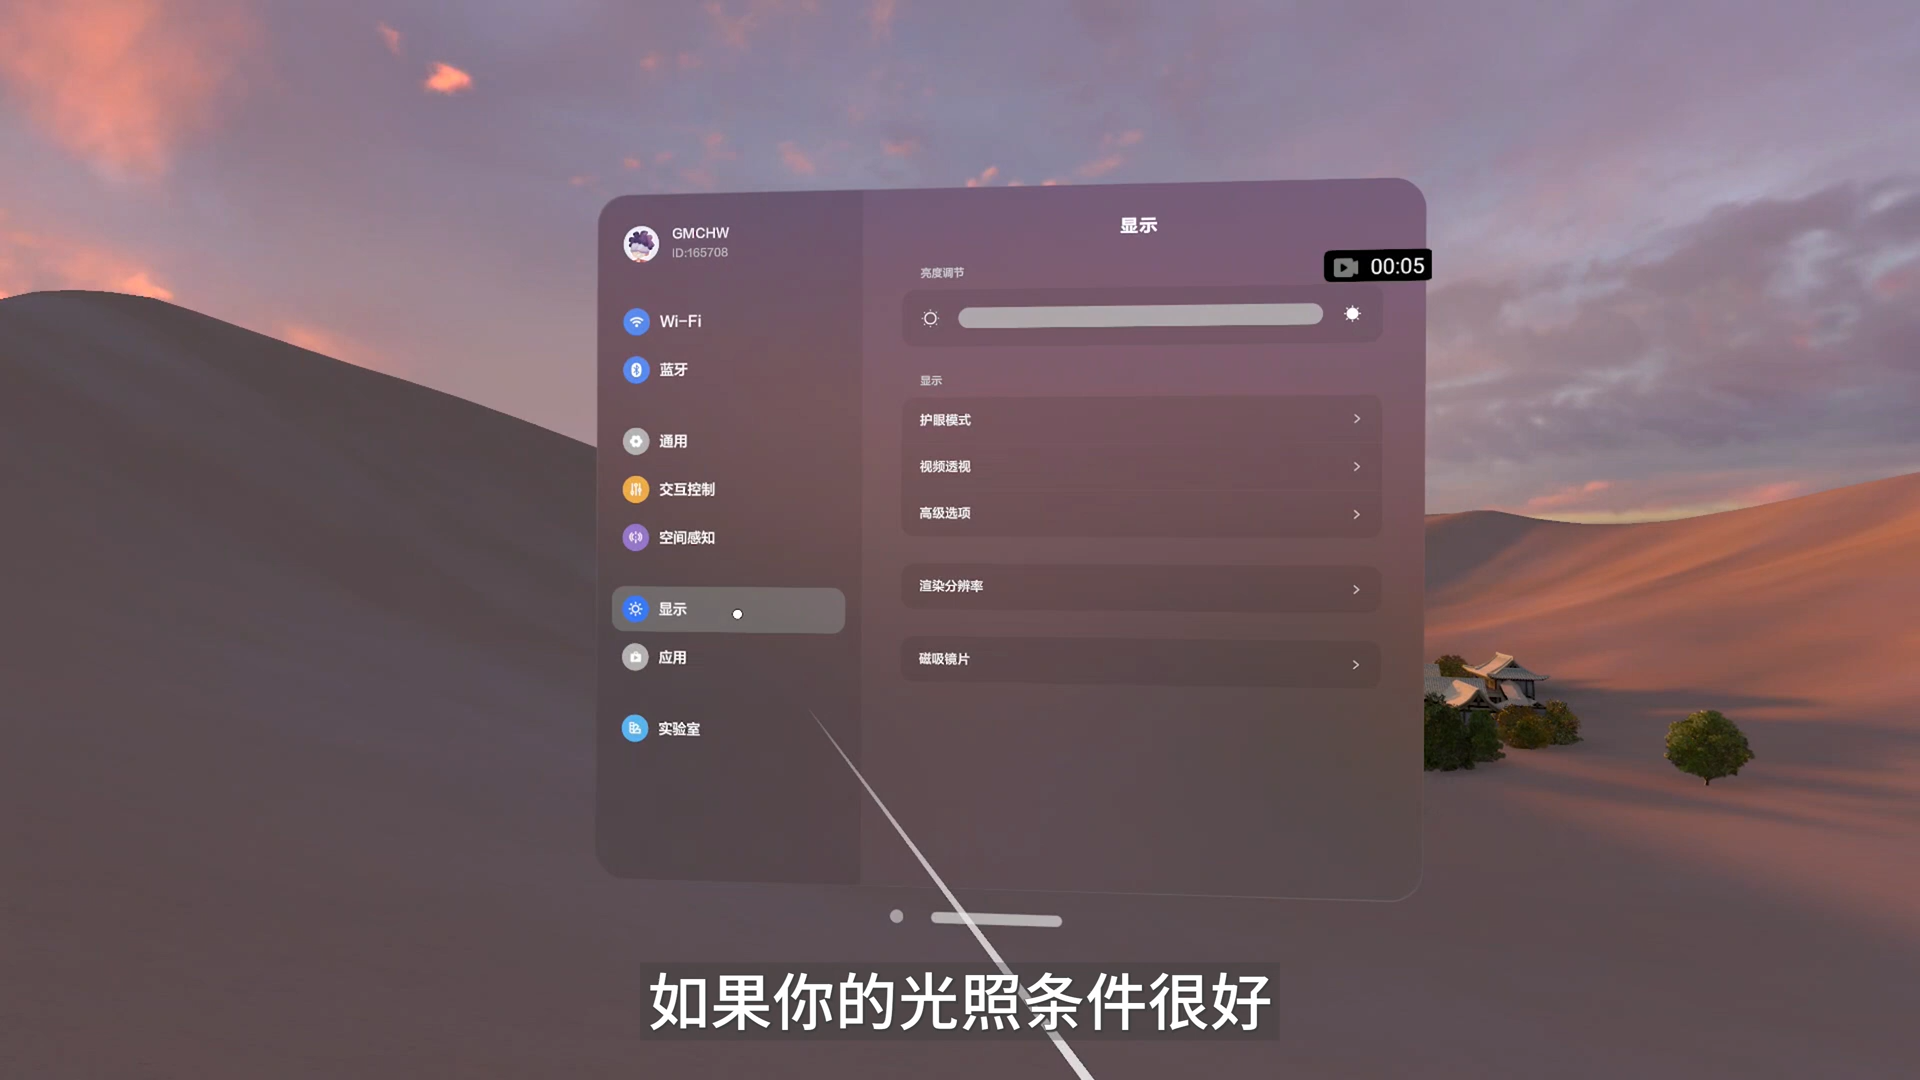 GMCHW
ID:165708
Wi-Fi
蓝牙
通用
交互控制
空间感知
显示
应用
实验室
显示
00:05
亮度调节
显示
护眼模式
视频透视
高级选项
渲染分辨率
磁吸镜片
如果你的光照条件很好